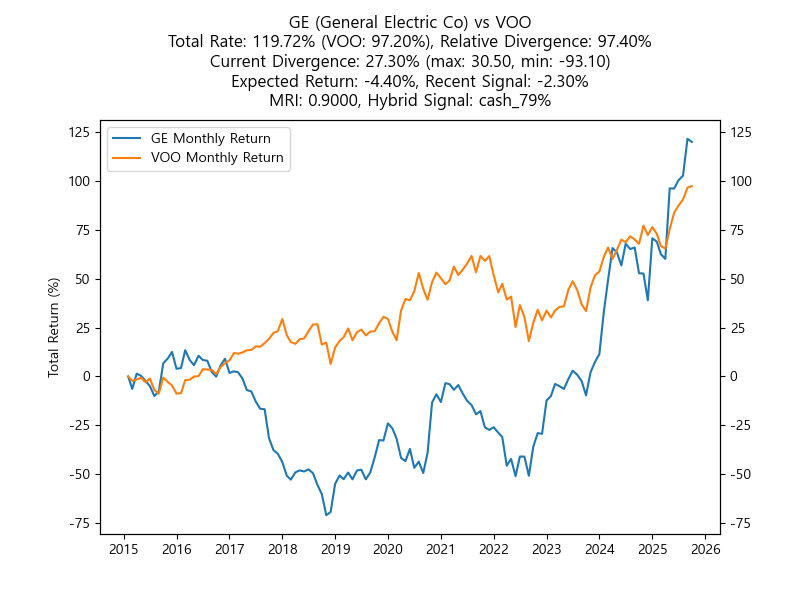 GE (General Electric Co) vs VOO
Total Rate: 119.72% (VOO: 97.20%), Relative Divergence: 97.40%
Current Divergence: 27.30% (max: 30.50, min: -93.10)
Expected Return: -4.40%, Recent Signal: -2.30%
MRI: 0.9000, Hybrid Signal: cash_79%
GE Monthly Return
VOO Monthly Return
Total Return (%)
125
100
75
50
25
0
-25
-50
-75
125
100
75
50
25
0
-25
-50
-75
2015 2016 2017 2018 2019 2020 2021 2022 2023 2024 2025 2026